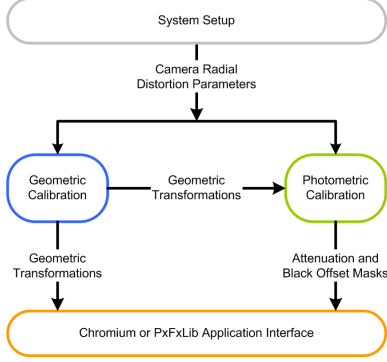 System Setup
Camera Radial
Distortion Parameters
Geometric
Calibration
Geometric
Transformations
Photometric
Calibration
Geometric
Transformations
Attenuation and
Black Offset Masks
Chromium or PxFxLib Application Interface